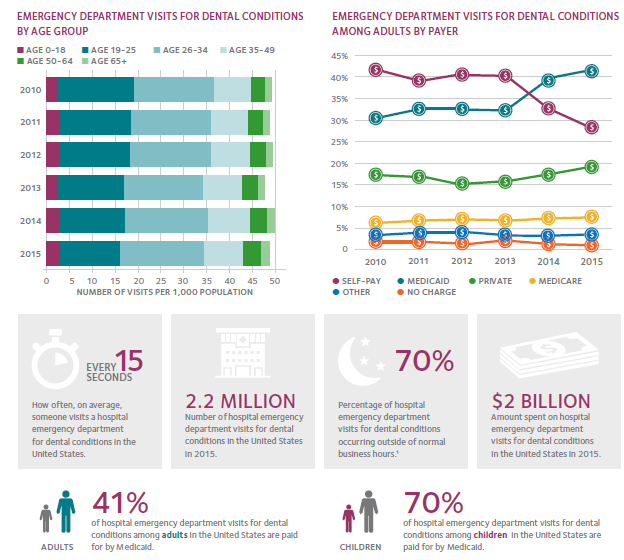 EMERGENCY DEPARTMENT VISITS FOR DENTAL CONDITIONS
BY AGE GROUP
AGE 0-18 AGE 19-25 AGE 26-34 AGE 35-49
AGE 50-64 AGE 65+
2010
2011
2012
2013
2014
2015
0 5 10 15 20 25 30 35 40 45 50
NUMBER OF VISITS PER 1,000 POPULATION
EMERGENCY DEPARTMENT VISITS FOR DENTAL CONDITIONS
AMONG ADULTS BY PAYER
45%
40%
35%
30%
25%
20%
15%
10%
5%
0
2010 2011 2012 2013 2014 2015
SELF-PAY MEDICAID PRIVATE MEDICARE
OTHER NO CHARGE
EVERY 15
SECONDS
How often, on average,
someone visits a hospital
emergency department
for dental conditions in the
United States.
2.2 MILLION
Number of hospital emergency
department visits for dental
conditions in the United States
in 2015.
70%
Percentage of hospital
emergency department
visits for dental conditions
occurring outside of normal
business hours.¹
$2 BILLION
Amount spent on hospital
emergency department
visits for dental conditions
in the United States in 2015.
ADULTS
41%
of hospital emergency department visits for
dental conditions among adults in the United States are paid
for by Medicaid.
CHILDREN
70%
of hospital emergency department visits for dental
conditions among children in the United States are
paid for by Medicaid.